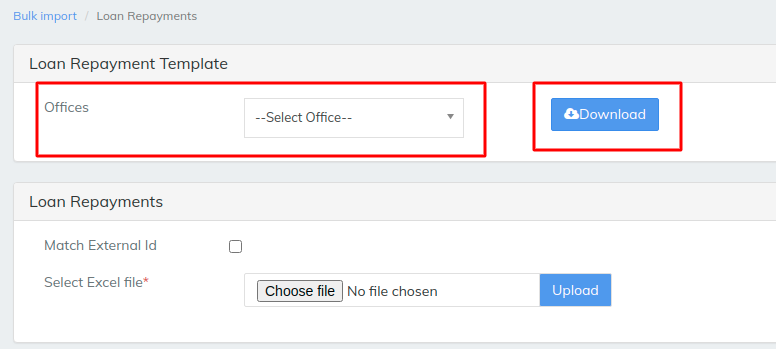 Bulk import / Loan Repayments
Loan Repayment Template
Offices
--Select Office--
Download
Loan Repayments
Match External Id
Select Excel file*
Choose file No file chosen
Upload